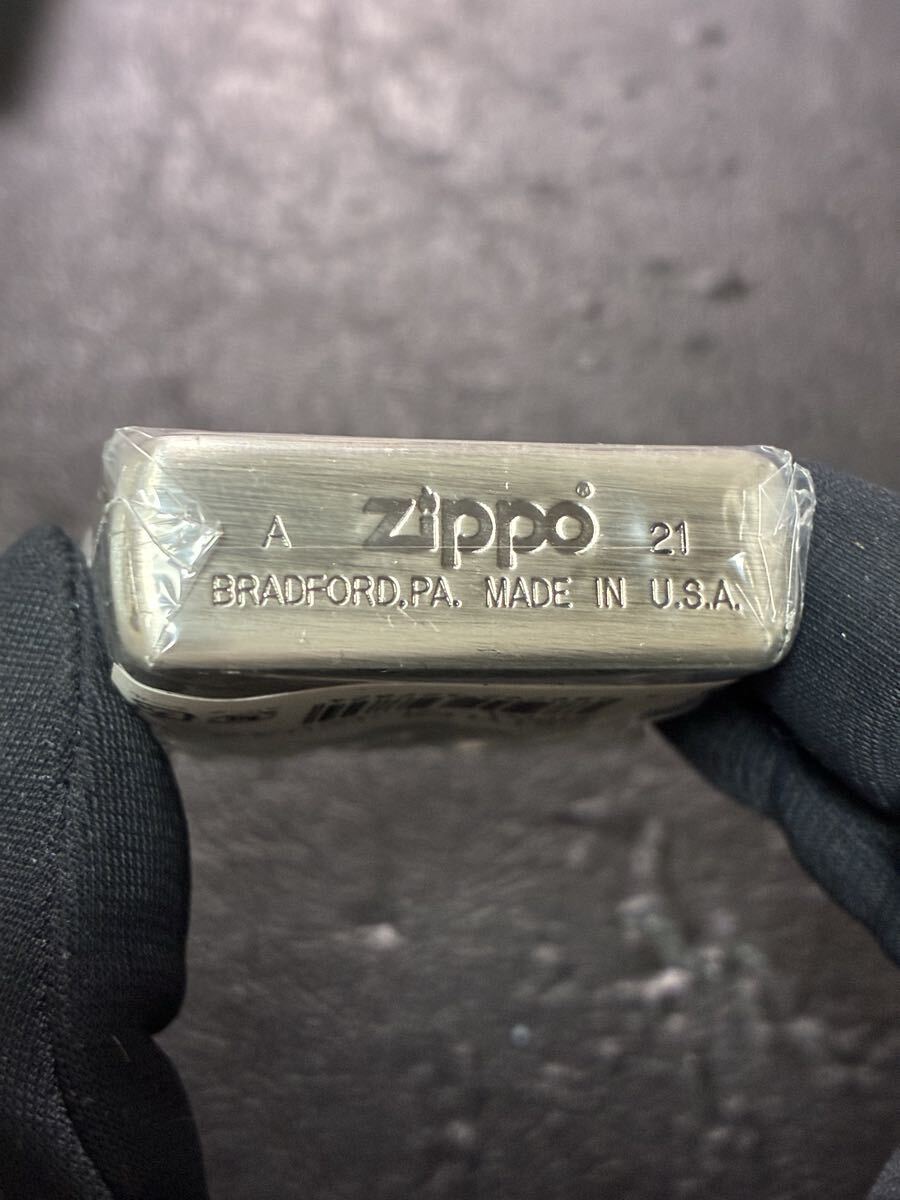 A zippo® 21
BRADFORD,PA. MADE IN U.S.A.